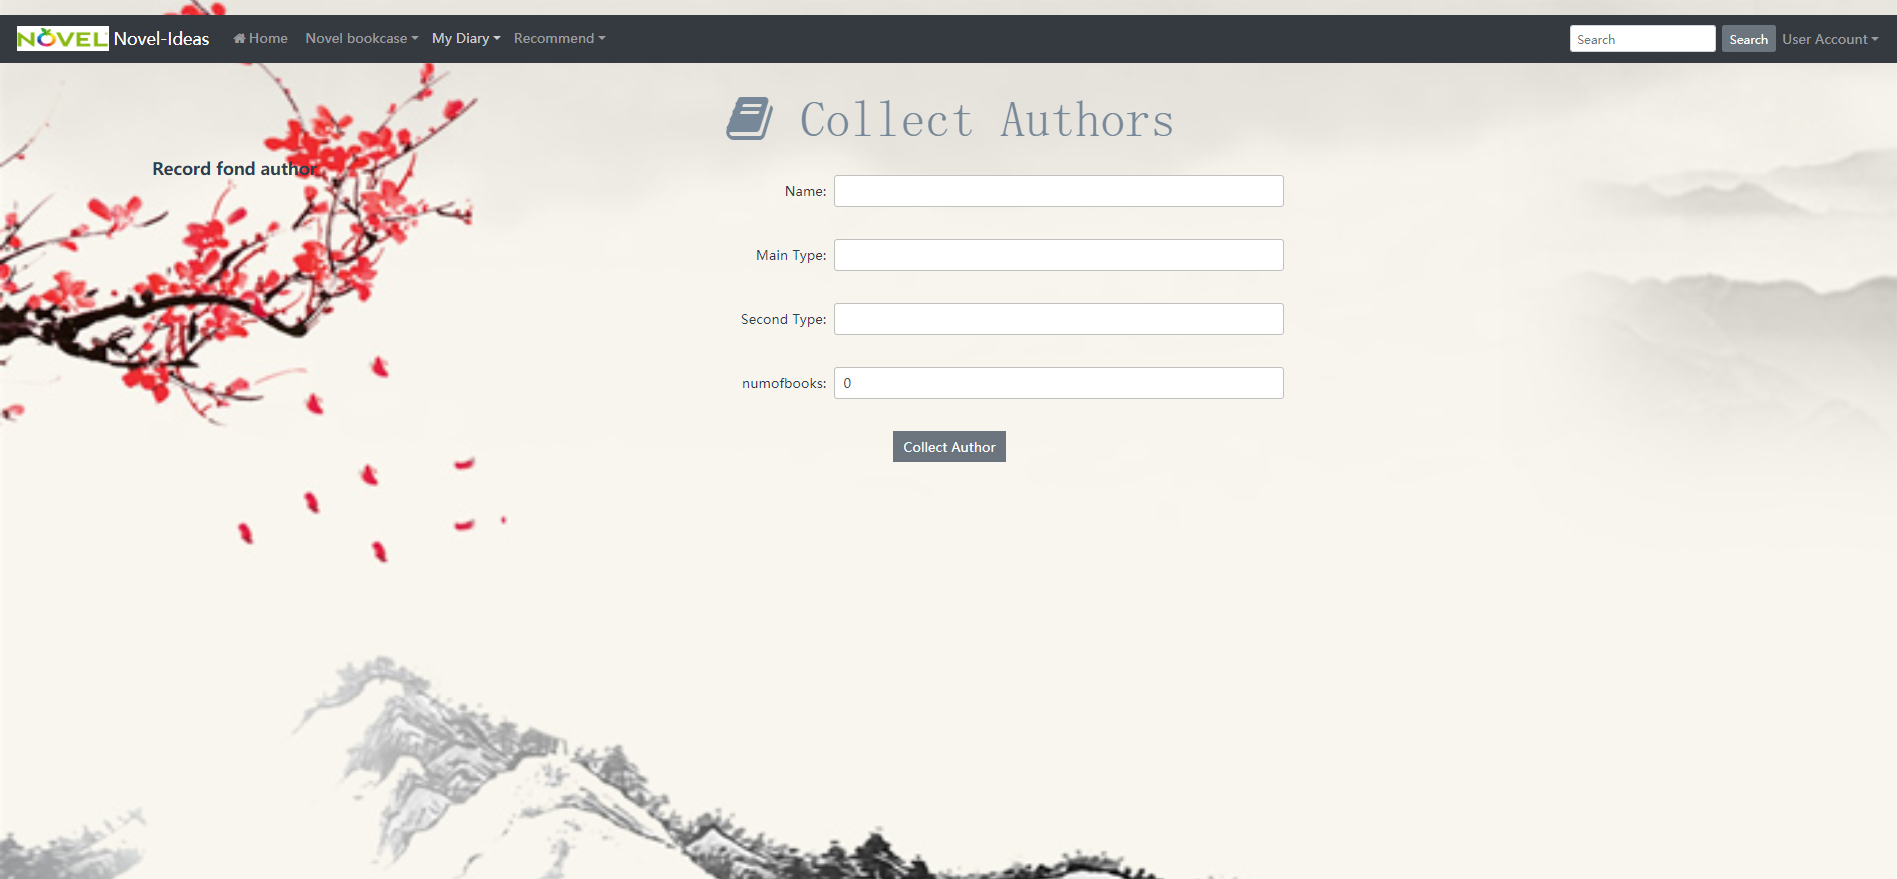 NOVEL Novel-Ideas Home Novel bookcase My Diary Recommend Search Search User Account
Collect Authors
Record fond author
Name:
Main Type:
Second Type:
numofbooks: 0
Collect Author